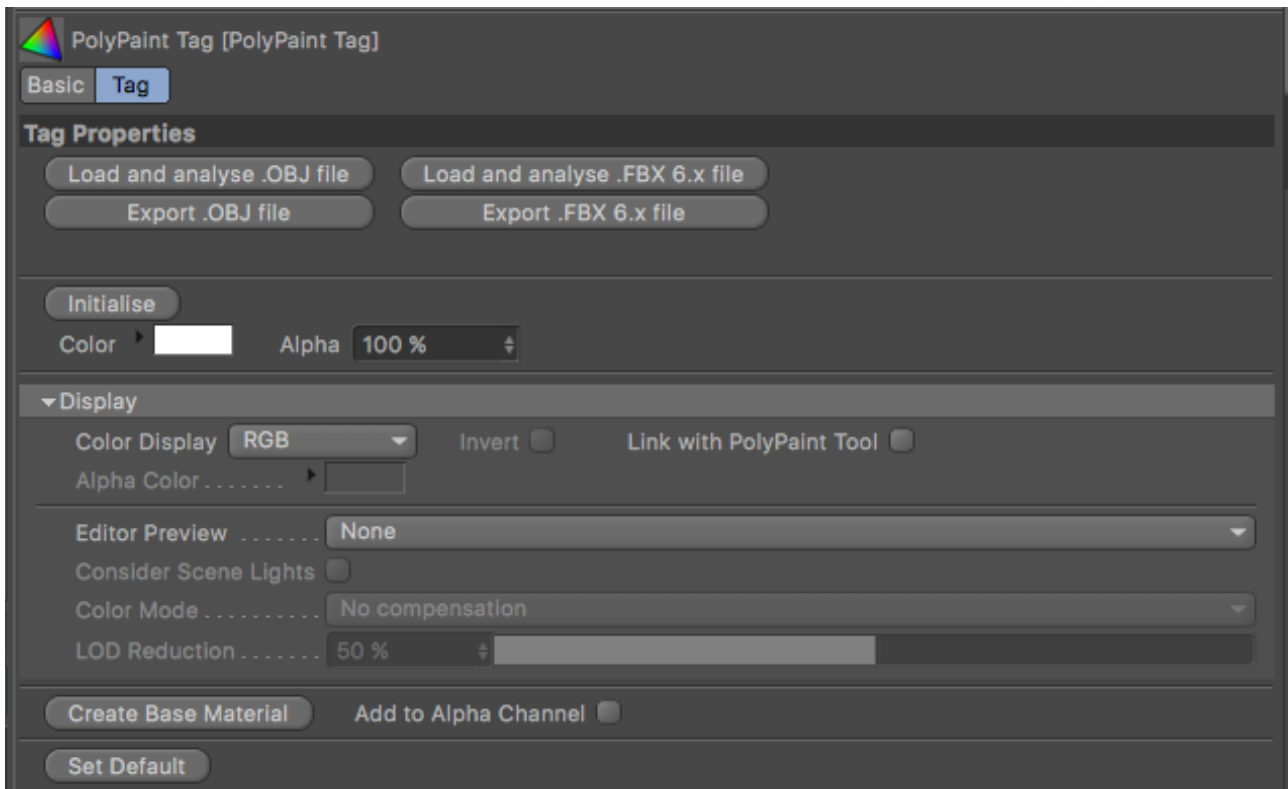 PolyPaint Tag [PolyPaint Tag]
Basic Tag
Tag Properties
Load and analyse .OBJ file Load and analyse .FBX 6.x file
Export .OBJ file Export .FBX 6.x file
Initialise
Color Alpha 100 %
Display
Color Display RGB Invert Link with PolyPaint Tool
Alpha Color . . . . . . .
Editor Preview . . . . . . . None
Consider Scene Lights
Color Mode . . . . . . . . . . No compensation
LOD Reduction . . . . . . . 50 %
Create Base Material Add to Alpha Channel
Set Default